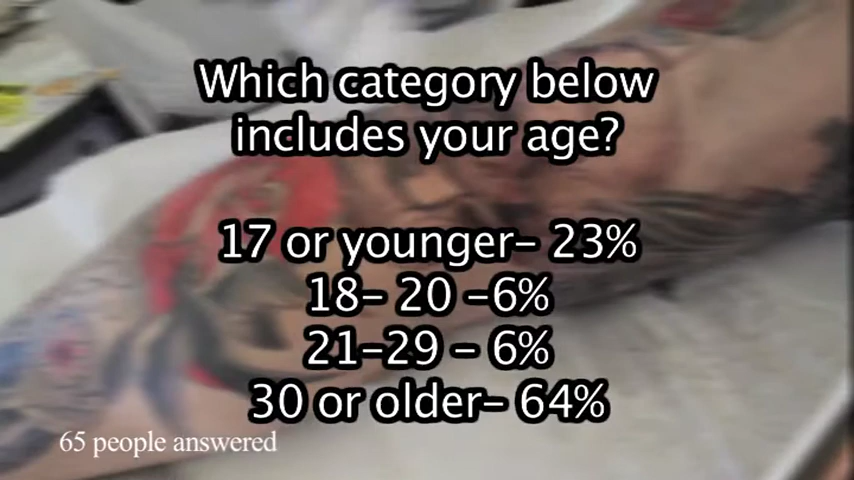 Which category below
includes your age?
17 or younger– 23%
18– 20 –6%
21–29 – 6%
30 or older– 64%
65 people answered